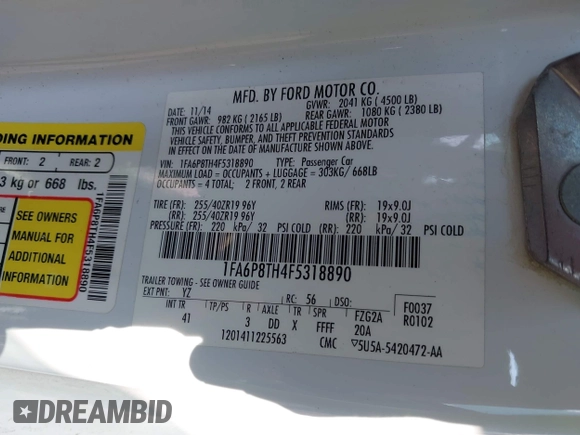 MFD. BY FORD MOTOR CO.
DATE: 11/14 GVWR: 2041 KG ( 4500 LB)
FRONT GAWR: 982 KG ( 2165 LB) REAR GAWR: 1080 KG ( 2380 LB)
THIS VEHICLE CONFORMS TO ALL APPLICABLE FEDERAL MOTOR
VEHICLE SAFETY, BUMPER, AND THEFT PREVENTION STANDARDS
IN EFFECT ON THE DATE OF MANUFACTURE SHOWN ABOVE.
VIN: 1FA6P8TH4F5318890 TYPE: Passenger Car
MAXIMUM LOAD = OCCUPANTS + LUGGAGE = 303KG/ 668LB
OCCUPANTS = 4 TOTAL; 2 FRONT, 2 REAR
TIRE (FR): 255/40ZR19 96Y RIMS (FR): 19x9.0J
(RR): 255/40ZR19 96Y (RR): 19x9.0J
PRESSURE (FR): 220 kPa/ 32 PSI COLD (RR): 220 kPa/ 32 PSI COLD
1FA6P8TH4F5318890
TRAILER TOWING - SEE OWNER GUIDE
EXT PNT: YZ RC: 56 DSO: F0037
R0102
INT TR TP/PS R AXLE TR SPR FZG2A
41 3 DD X FFFF 20A
1201411225563 CMC ▽5U5A-5420472-AA
DING INFORMATION
FRONT: 2 REAR: 2
3 kg or 668 lbs.
SEE OWNERS
MANUAL FOR
ADDITIONAL
INFORMATION
1FA6P8TH4F5318890
DREAMBID